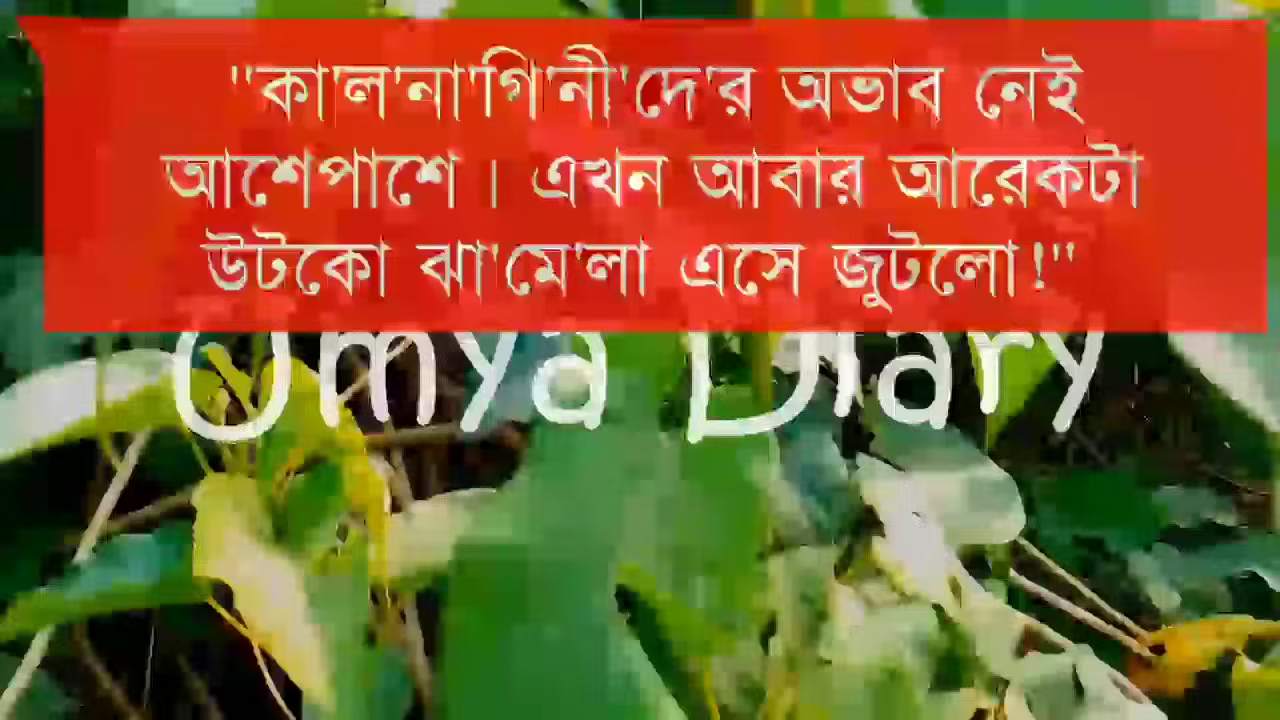 "কা'ল'না'গি'নী'দে'র অভাব নেই
আশেপাশে । এখন আবার আরেকটা
উটকো ঝা'মে'লা এসে জুটলো!"
Umya Diary